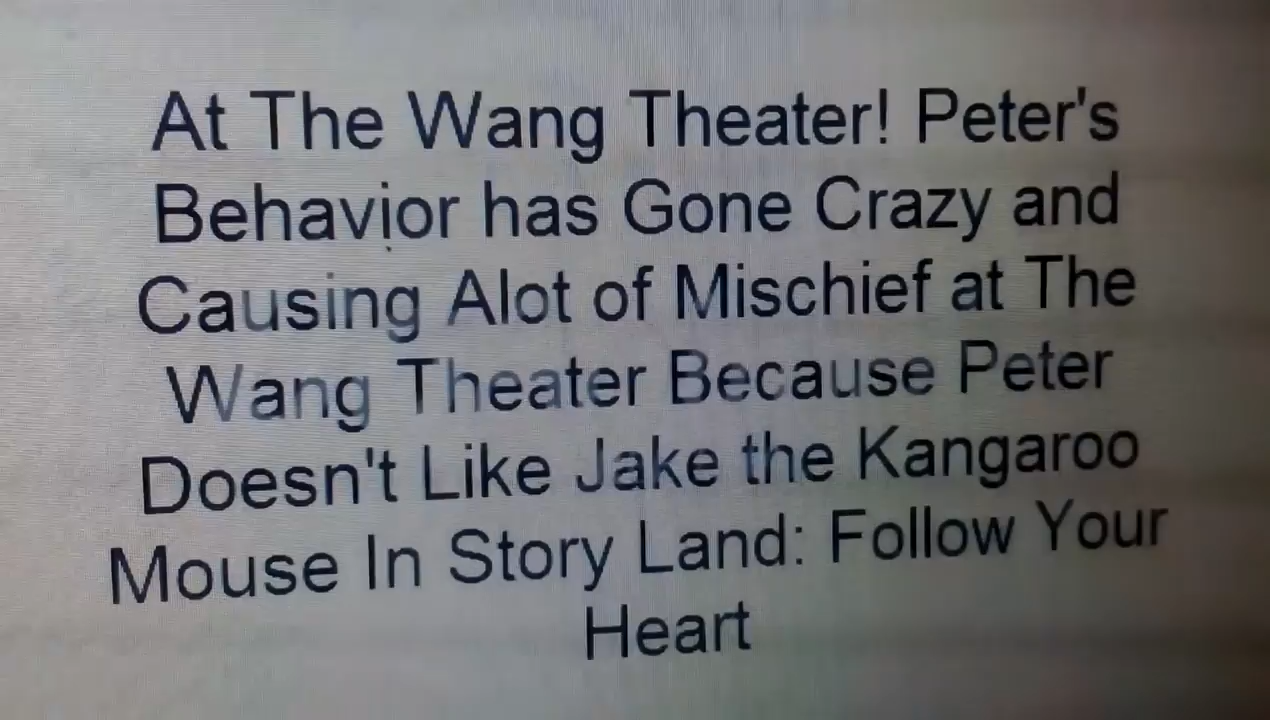 At The Wang Theater! Peter's
Behavior has Gone Crazy and
Causing Alot of Mischief at The
Wang Theater Because Peter
Doesn't Like Jake the Kangaroo
Mouse In Story Land: Follow Your
Heart